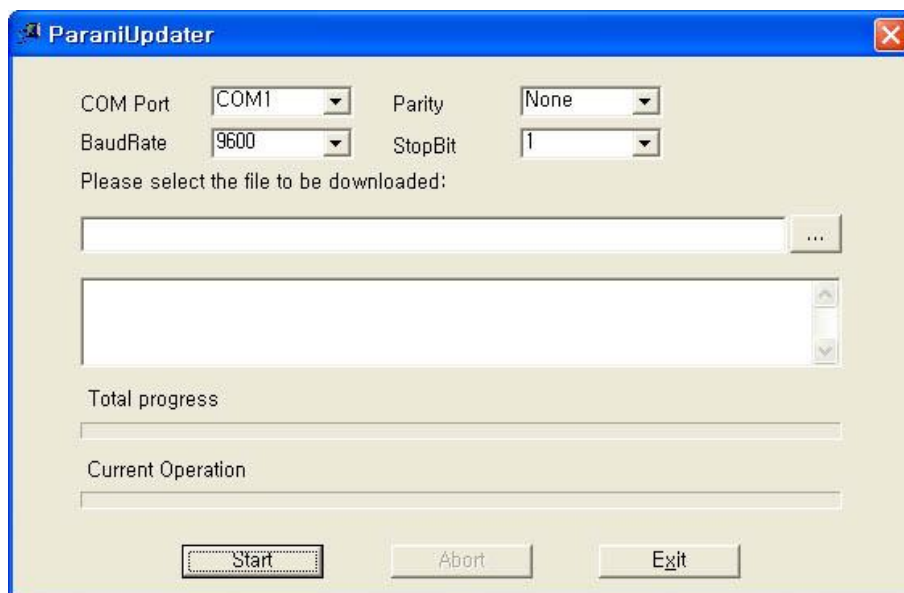 ParaniUpdater
COM Port COM1 Parity None
BaudRate 9600 StopBit 1
Please select the file to be downloaded:
...
Total progress
Current Operation
Start Abort Exit